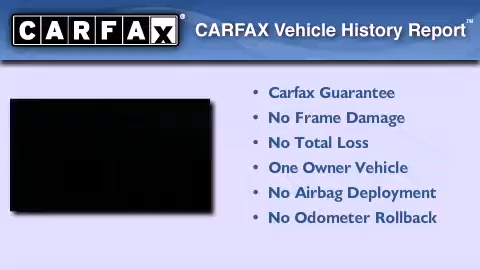 CARFAX® CARFAX Vehicle History Report™
• Carfax Guarantee
• No Frame Damage
• No Total Loss
• One Owner Vehicle
• No Airbag Deployment
• No Odometer Rollback